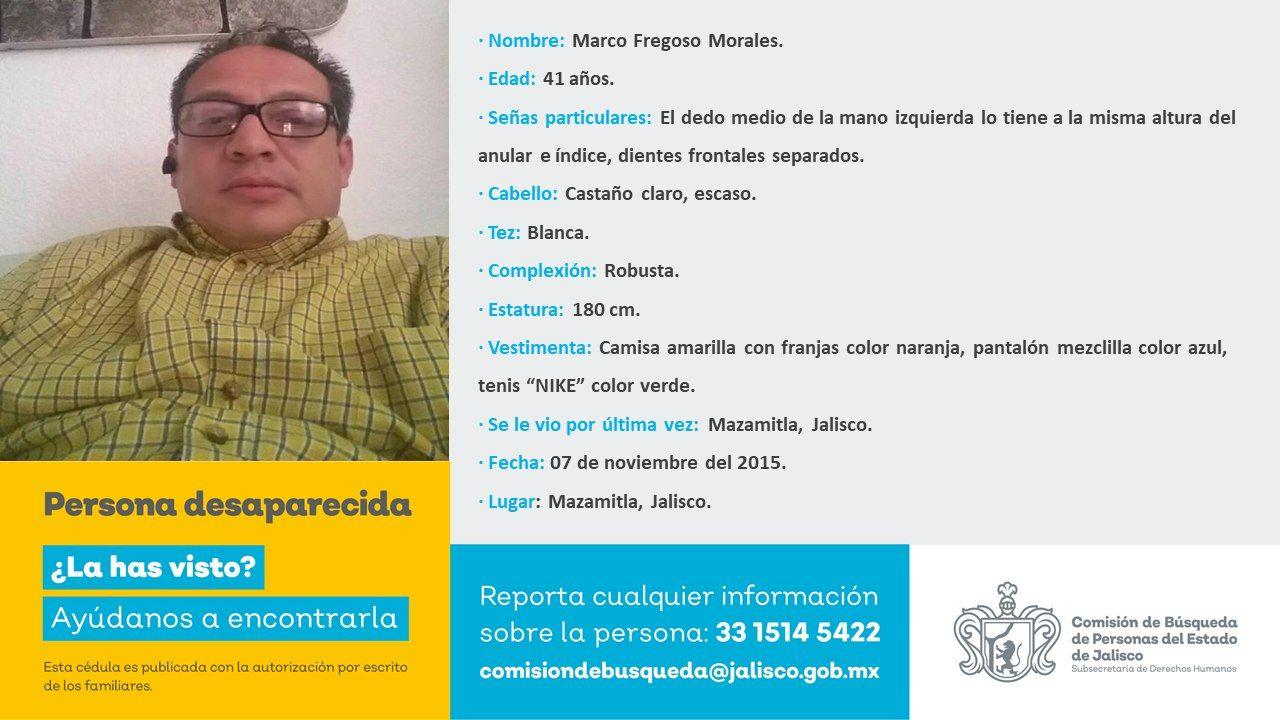 · Nombre: Marco Fregoso Morales.
· Edad: 41 años.
· Señas particulares: El dedo medio de la mano izquierda lo tiene a la misma altura del
anular e índice, dientes frontales separados.
· Cabello: Castaño claro, escaso.
· Tez: Blanca.
· Complexión: Robusta.
· Estatura: 180 cm.
· Vestimenta: Camisa amarilla con franjas color naranja, pantalón mezclilla color azul,
tenis “NIKE” color verde.
· Se le vio por última vez: Mazamitla, Jalisco.
· Fecha: 07 de noviembre del 2015.
· Lugar: Mazamitla, Jalisco.
Persona desaparecida
¿La has visto?
Ayúdanos a encontrarla
Esta cédula es publicada con la autorización por escrito
de los familiares.
Reporta cualquier información
sobre la persona: 33 1514 5422
comisiondebusqueda@jalisco.gob.mx
Comisión de Búsqueda
de Personas del Estado
de Jalisco
Subsecretaría de Derechos Humanos